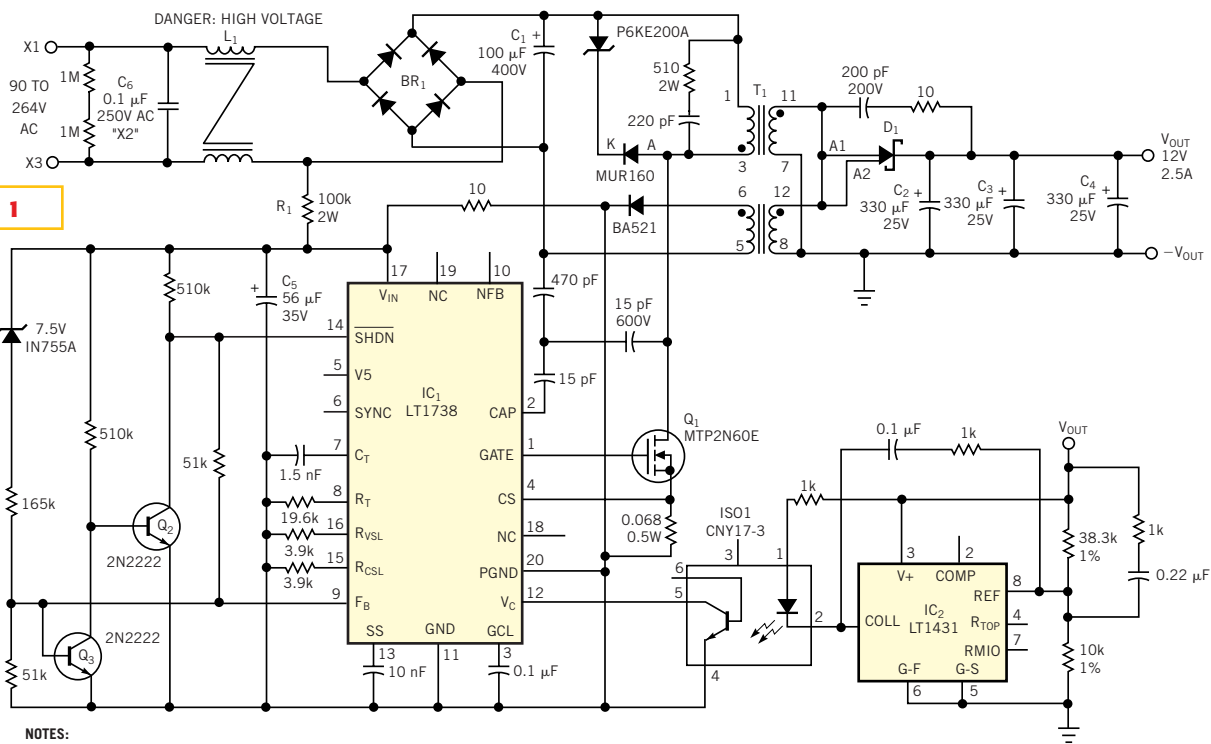 DANGER: HIGH VOLTAGE
L1
X1
90 TO
264V
AC
X3
1M
1M
C6
0.1 µF
250V AC
"X2"
BR1
C1 +
100 µF
400V
P6KE200A
510
2W
220 pF
K A
MUR160
T1
1
3
11
7
6
5
12
8
200 pF
200V
10
D1
A1
A2
C2 +
330 µF
25V
C3 +
330 µF
25V
C4 +
330 µF
25V
VOUT
12V
2.5A
−VOUT
1
R1
100k
2W
10
BA521
7.5V
IN755A
510k
510k
51k
165k
51k
Q2
2N2222
Q3
2N2222
+ C5
56 µF
35V
1.5 nF
19.6k
3.9k
3.9k
17
VIN
19
NC
10
NFB
14
SHDN
5
V5
6
SYNC
7
CT
8
RT
16
RVSL
15
RCSL
9
FB
IC1
LT1738
CAP
2
GATE
1
CS
4
NC
18
PGND
20
VC
12
SS
13
10 nF
GND
11
GCL
3
0.1 µF
470 pF
15 pF
15 pF
600V
Q1
MTP2N60E
0.068
0.5W
ISO1
CNY17-3
3
6
5
4
1
2
1k
0.1 µF
1k
VOUT
38.3k
1%
1k
0.22 µF
10k
1%
3
V+
2
COMP
8
REF
4
RTOP
7
RMIO
COLL
IC2
LT1431
G-F
6
G-S
5
NOTES: